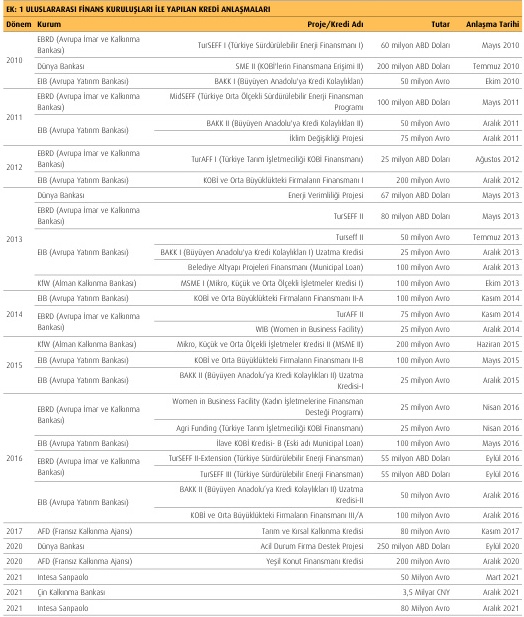 EK: 1 ULUSLARARASI FİNANS KURULUŞLARI İLE YAPILAN KREDİ ANLAŞMALARI
Dönem Kurum Proje/Kredi Adı Tutar Anlaşma Tarihi
2010 EBRD (Avrupa İmar ve Kalkınma Bankası) TurSEFF I (Türkiye Sürdürülebilir Enerji Finansmanı I) 60 milyon ABD Doları Mayıs 2010
Dünya Bankası SME II (KOBİ'lerin Finansmana Erişimi II) 200 milyon ABD Doları Temmuz 2010
EIB (Avrupa Yatırım Bankası) BAKK I (Büyüyen Anadolu'ya Kredi Kolaylıkları) 50 milyon Avro Ekim 2010
2011 EBRD (Avrupa İmar ve Kalkınma Bankası) MidSEFF (Türkiye Orta Ölçekli Sürdürülebilir Enerji Finansman Programı 100 milyon ABD Doları Mayıs 2011
EIB (Avrupa Yatırım Bankası) BAKK II (Büyüyen Anadolu'ya Kredi Kolaylıkları II) 50 milyon Avro Aralık 2011
İklim Değişikliği Projesi 75 milyon Avro Aralık 2011
2012 EBRD (Avrupa İmar ve Kalkınma Bankası) TurAFF I (Türkiye Tarım İşletmeciliği KOBİ Finansmanı) 25 milyon ABD Doları Ağustos 2012
EIB (Avrupa Yatırım Bankası) KOBİ ve Orta Büyüklükteki Firmaların Finansmanı I 200 milyon Avro Aralık 2012
2013 Dünya Bankası Enerji Verimliliği Projesi 67 milyon ABD Doları Mayıs 2013
EBRD (Avrupa İmar ve Kalkınma Bankası) TurSEFF II 80 milyon ABD Doları Mayıs 2013
EIB (Avrupa Yatırım Bankası) Turseff II 50 milyon Avro Temmuz 2013
BAKK I (Büyüyen Anadolu'ya Kredi Kolaylıkları I) Uzatma Kredisi 25 milyon Avro Aralık 2013
Belediye Altyapı Projeleri Finansmanı (Municipal Loan) 100 milyon Avro Aralık 2013
KfW (Alman Kalkınma Bankası) MSME I (Mikro, Küçük ve Orta Ölçekli İşletmeler Kredisi I) 100 milyon Avro Ekim 2013
2014 EIB (Avrupa Yatırım Bankası) KOBİ ve Orta Büyüklükteki Firmaların Finansmanı II-A 100 milyon Avro Kasım 2014
EBRD (Avrupa İmar ve Kalkınma Bankası) TurAFF II 75 milyon Avro Kasım 2014
WIB (Women in Business Facility) 25 milyon Avro Aralık 2014
2015 KfW (Alman Kalkınma Bankası) Mikro, Küçük ve Orta Ölçekli İşletmeler Kredisi II (MSME II) 200 milyon Avro Haziran 2015
EIB (Avrupa Yatırım Bankası) KOBİ ve Orta Büyüklükteki Firmaların Finansmanı II-B 100 milyon Avro Mayıs 2015
EIB (Avrupa Yatırım Bankası) BAKK II (Büyüyen Anadolu'ya Kredi Kolaylıkları II) Uzatma Kredisi-I 25 milyon Avro Aralık 2015
2016 EBRD (Avrupa İmar ve Kalkınma Bankası) Women in Business Facility (Kadın İşletmelerine Finansman Desteği Programı) 25 milyon Avro Nisan 2016
Agri Funding (Türkiye Tarım İşletmeciliği KOBİ Finansmanı) 25 milyon Avro Nisan 2016
EIB (Avrupa Yatırım Bankası) İlave KOBİ Kredisi- B (Eski adı Municipal Loan) 100 milyon Avro Mayıs 2016
EBRD (Avrupa İmar ve Kalkınma Bankası) TurSEFF II-Extension (Türkiye Sürdürülebilir Enerji Finansman) 55 milyon ABD Doları Eylül 2016
TurSEFF III (Türkiye Sürdürülebilir Enerji Finansmanı) 55 milyon ABD Doları Eylül 2016
EIB (Avrupa Yatırım Bankası) BAKK II (Büyüyen Anadolu'ya Kredi Kolaylıkları II) Uzatma Kredisi-II 50 milyon Avro Aralık 2016
KOBİ ve Orta Büyüklükteki Firmaların Finansmanı III/A 100 milyon Avro Aralık 2016
2017 AFD (Fransız Kalkınma Ajansı) Tarım ve Kırsal Kalkınma Kredisi 80 milyon Avro Kasım 2017
2020 Dünya Bankası Acil Durum Firma Destek Projesi 250 milyon ABD Doları Eylül 2020
2020 AFD (Fransız Kalkınma Ajansı) Yeşil Konut Finansmanı Kredisi 200 milyon Avro Aralık 2020
2021 Intesa Sanpaolo 50 Milyon Avro Mart 2021
2021 Çin Kalkınma Bankası 3,5 Milyar CNY Aralık 2021
2021 Intesa Sanpaolo 80 Milyon Avro Aralık 2021